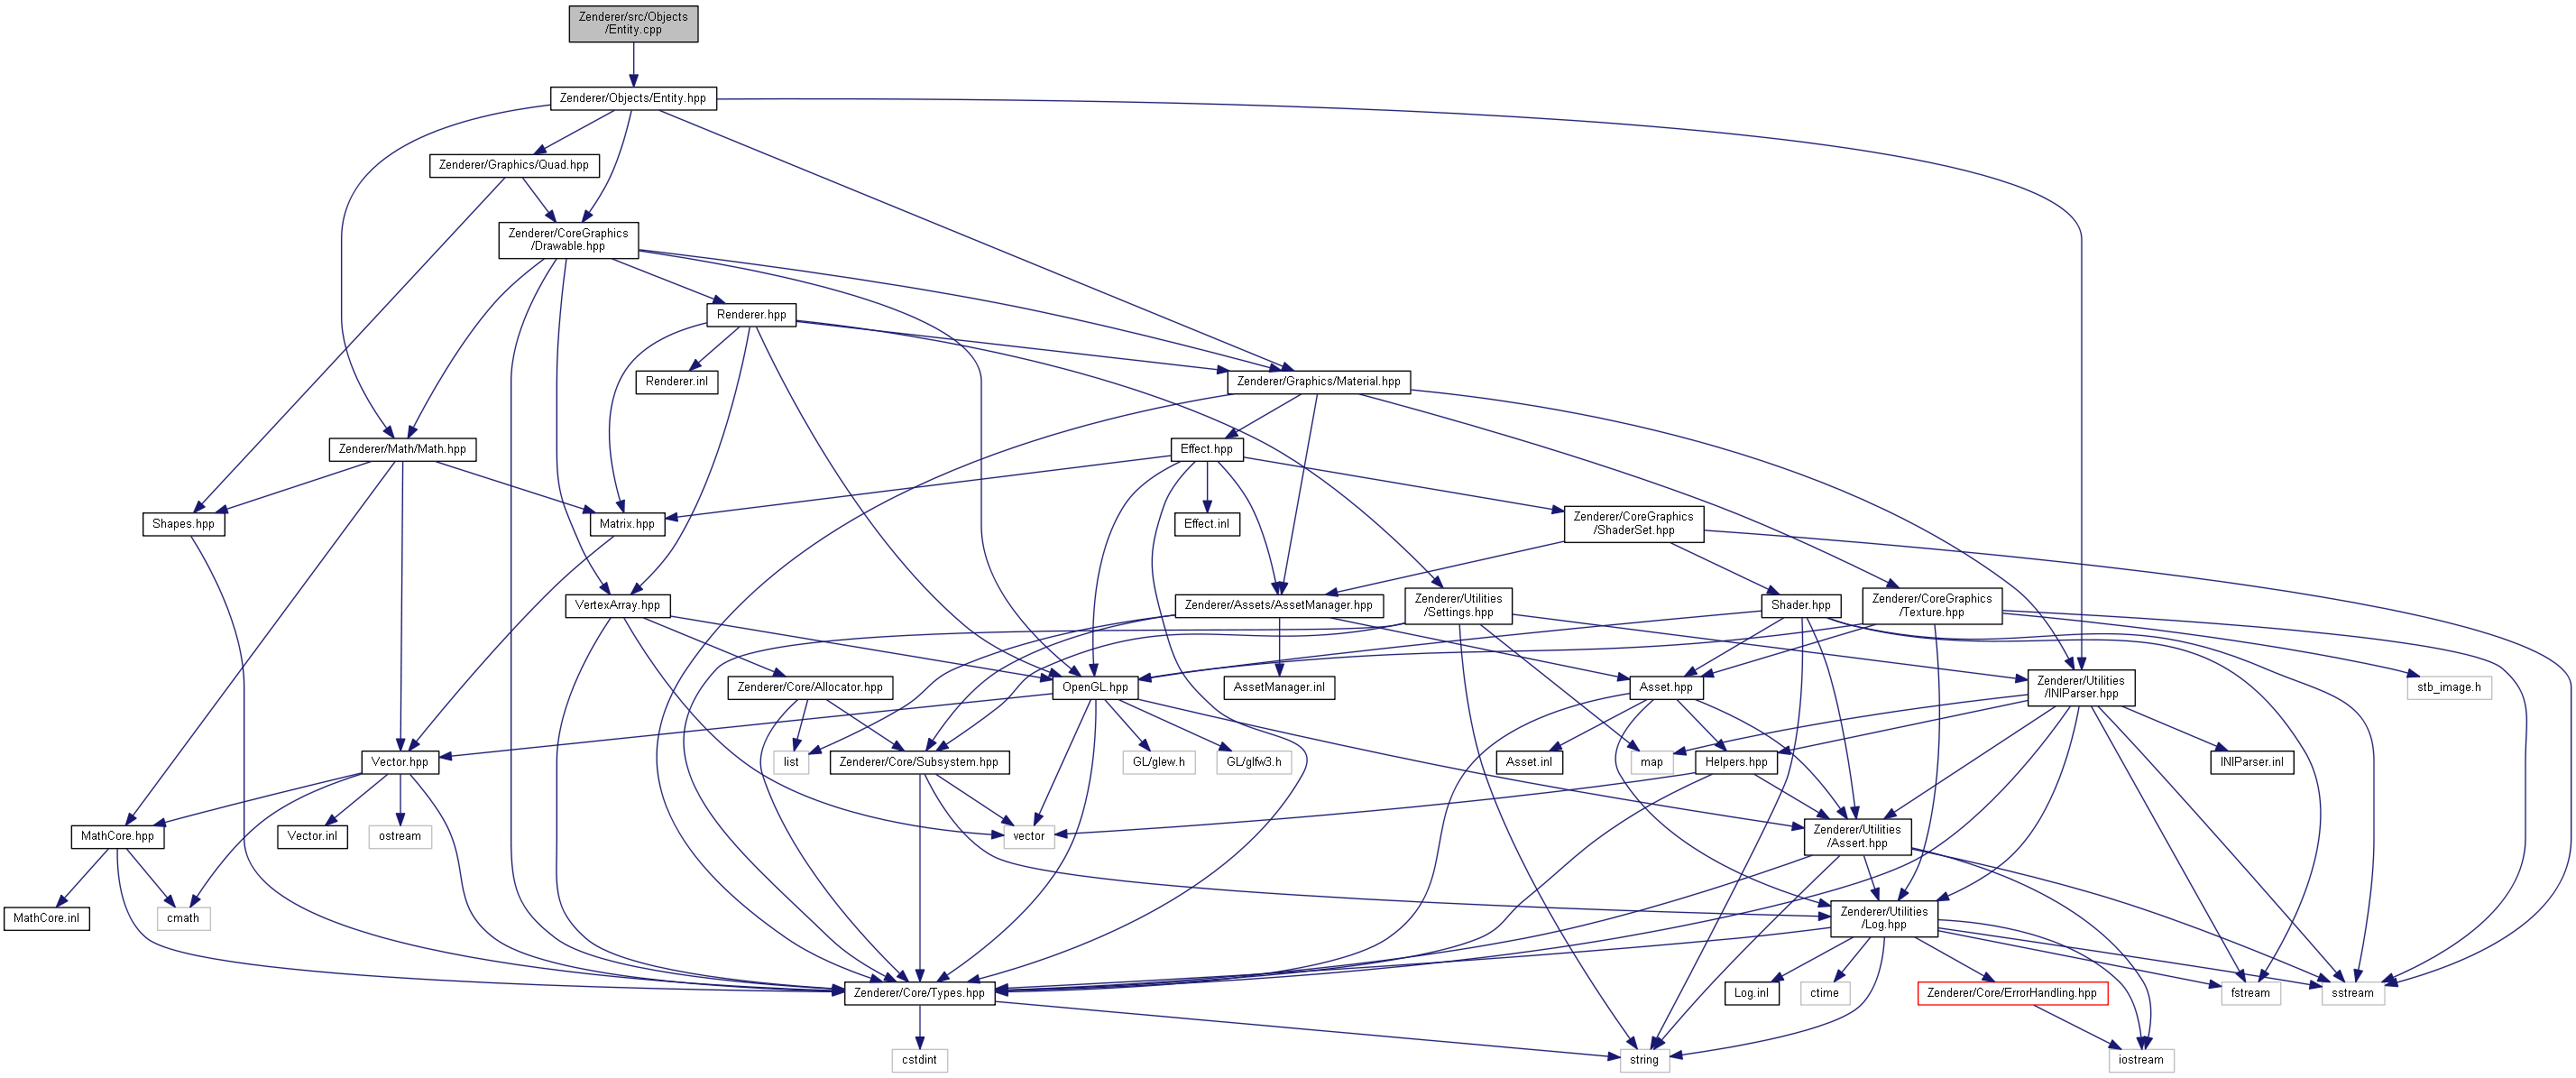 Zenderer/src/Objects
/Entity.cpp
Zenderer/Objects/Entity.hpp
Zenderer/Graphics/Quad.hpp
Zenderer/CoreGraphics
/Drawable.hpp
Renderer.hpp
Renderer.inl
Zenderer/Graphics/Material.hpp
Zenderer/Math/Math.hpp
Effect.hpp
Shapes.hpp
Matrix.hpp
Effect.inl
Zenderer/CoreGraphics
/ShaderSet.hpp
VertexArray.hpp
Zenderer/Assets/AssetManager.hpp
Zenderer/Utilities
/Settings.hpp
Shader.hpp
Zenderer/CoreGraphics
/Texture.hpp
Zenderer/Core/Allocator.hpp
OpenGL.hpp
AssetManager.inl
Asset.hpp
Zenderer/Utilities
/INIParser.hpp
stb_image.h
Vector.hpp
list
Zenderer/Core/Subsystem.hpp
GL/glew.h
GL/glfw3.h
Asset.inl
map
Helpers.hpp
INIParser.inl
MathCore.hpp
Vector.inl
ostream
vector
Zenderer/Utilities
/Assert.hpp
MathCore.inl
cmath
Zenderer/Utilities
/Log.hpp
Zenderer/Core/Types.hpp
Log.inl
ctime
Zenderer/Core/ErrorHandling.hpp
fstream
sstream
cstdint
string
iostream